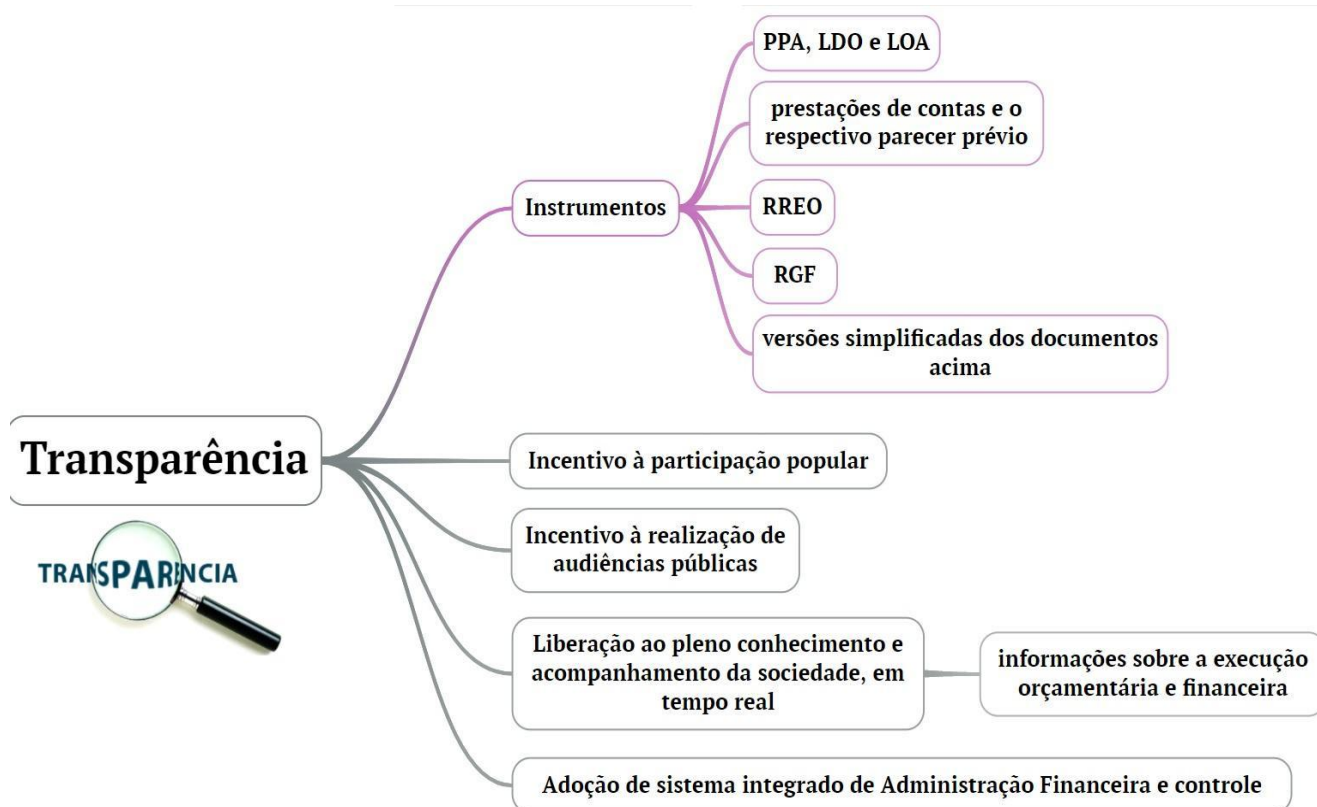 PPA, LDO e LOA
prestações de contas e o
respectivo parecer prévio
Instrumentos
RREO
RGF
versões simplificadas dos documentos
acima
Transparência
TRANSPARENCIA
Incentivo à participação popular
Incentivo à realização de
audiências públicas
Liberação ao pleno conhecimento e
acompanhamento da sociedade, em
tempo real
informações sobre a execução
orçamentária e financeira
Adoção de sistema integrado de Administração Financeira e controle